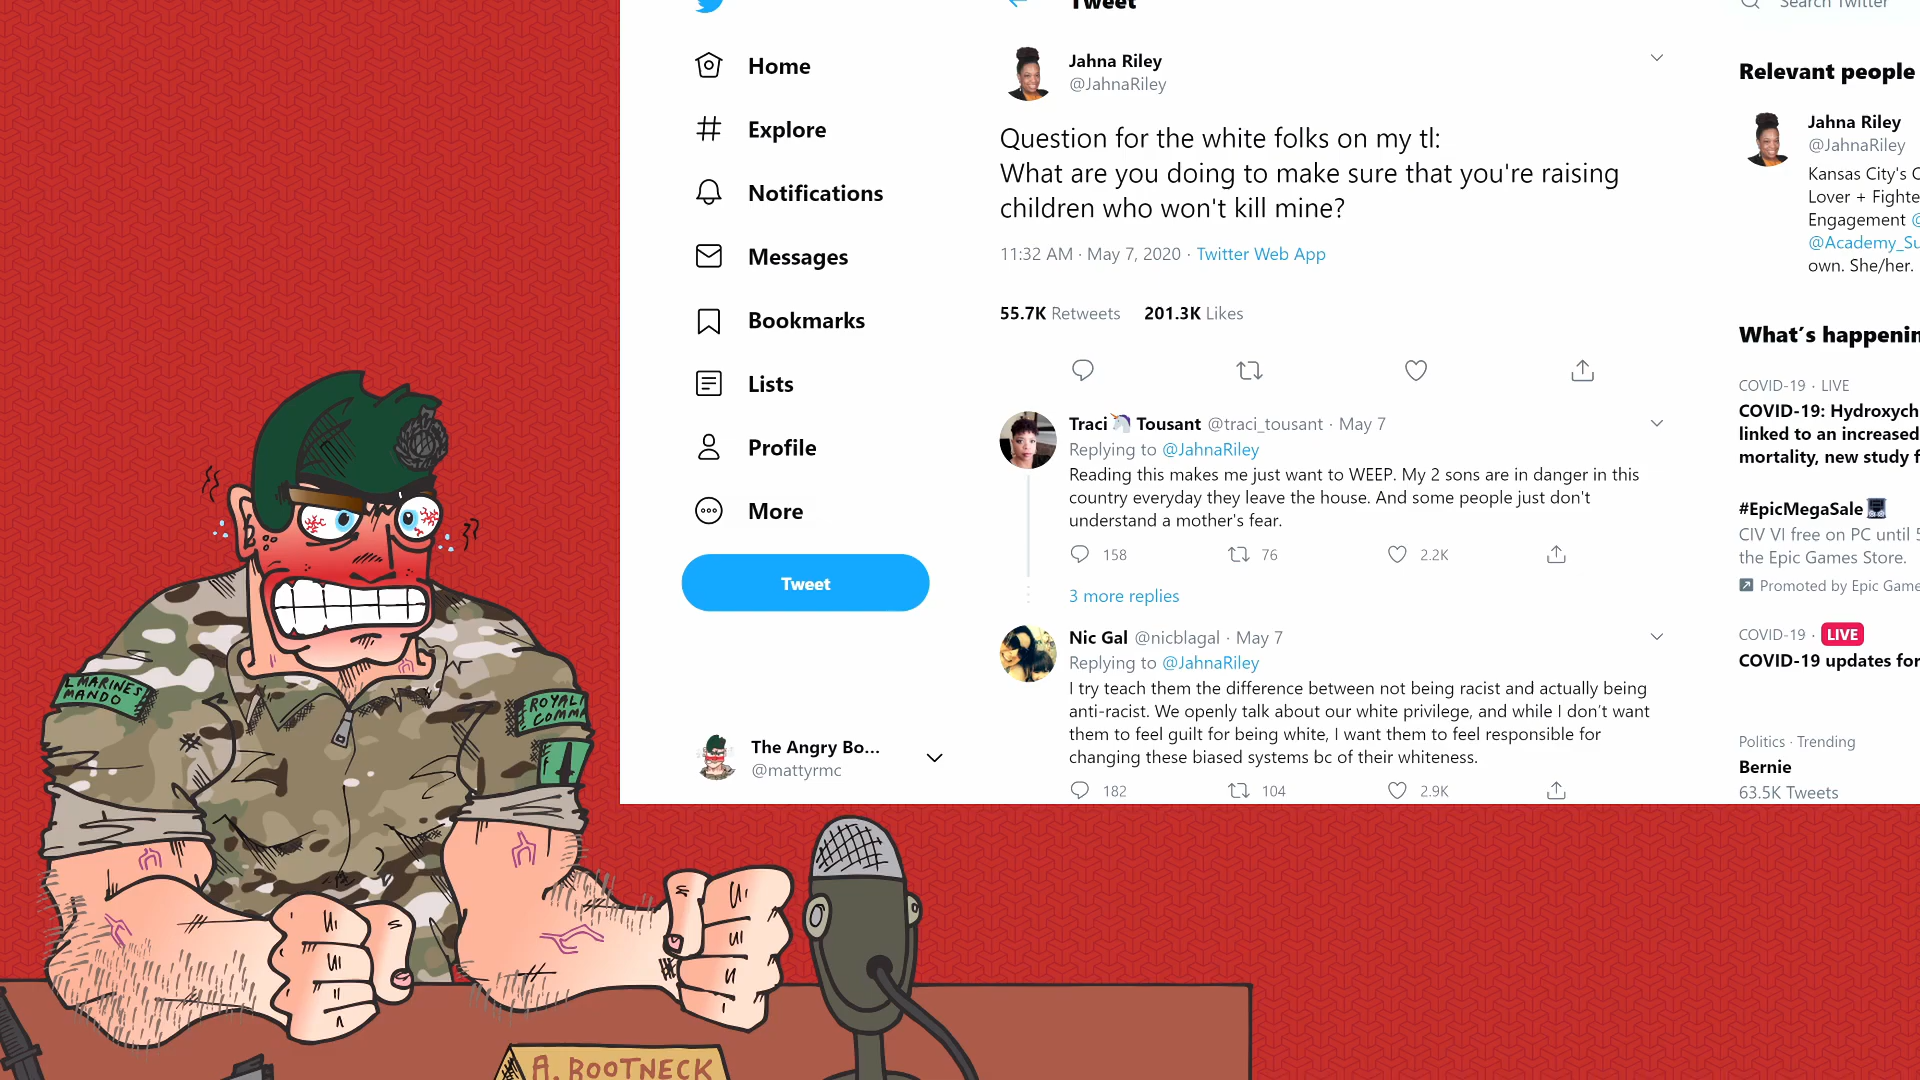 Tweet
Search Twitter
Home
Explore
Notifications
Messages
Bookmarks
Lists
Profile
More
Tweet
The Angry Bo...
@mattyrmc
Jahna Riley
@JahnaRiley
Question for the white folks on my tl:
What are you doing to make sure that you're raising
children who won't kill mine?
11:32 AM · May 7, 2020 · Twitter Web App
55.7K Retweets 201.3K Likes
Traci Tousant @traci_tousant · May 7
Replying to @JahnaRiley
Reading this makes me just want to WEEP. My 2 sons are in danger in this
country everyday they leave the house. And some people just don't
understand a mother's fear.
158 76 2.2K
3 more replies
Nic Gal @nicblagal · May 7
Replying to @JahnaRiley
I try teach them the difference between not being racist and actually being
anti-racist. We openly talk about our white privilege, and while I don't want
them to feel guilt for being white, I want them to feel responsible for
changing these biased systems bc of their whiteness.
182 104 2.9K
Relevant people
Jahna Riley
@JahnaRiley
Kansas City's
Lover + Fighte
Engagement @
@Academy_Su
own. She/her.
What's happenin
COVID-19 · LIVE
COVID-19: Hydroxych
linked to an increased
mortality, new study f
#EpicMegaSale
CIV VI free on PC until
the Epic Games Store.
Promoted by Epic Game
COVID-19 · LIVE
COVID-19 updates for
Politics · Trending
Bernie
63.5K Tweets
L MARINES
MANDO
ROYAL
COMMA
A. BOOTNECK